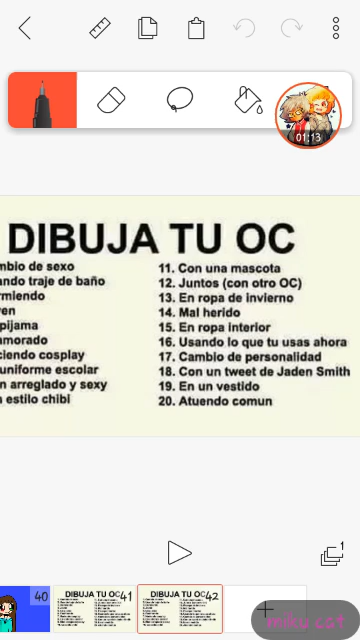 01:13
DIBUJA TU OC
mbio de sexo
ando traje de baño
rmiendo
en
pijama
amorado
ciendo cosplay
uniforme escolar
n arreglado y sexy
estilo chibi
11. Con una mascota
12. Juntos (con otro OC)
13. En ropa de invierno
14. Mal herido
15. En ropa interior
16. Usando lo que tu usas ahora
17. Cambio de personalidad
18. Con un tweet de Jaden Smith
19. En un vestido
20. Atuendo comun
1
40
DIBUJA TU OC 41
DIBUJA TU OC 42
miku cat